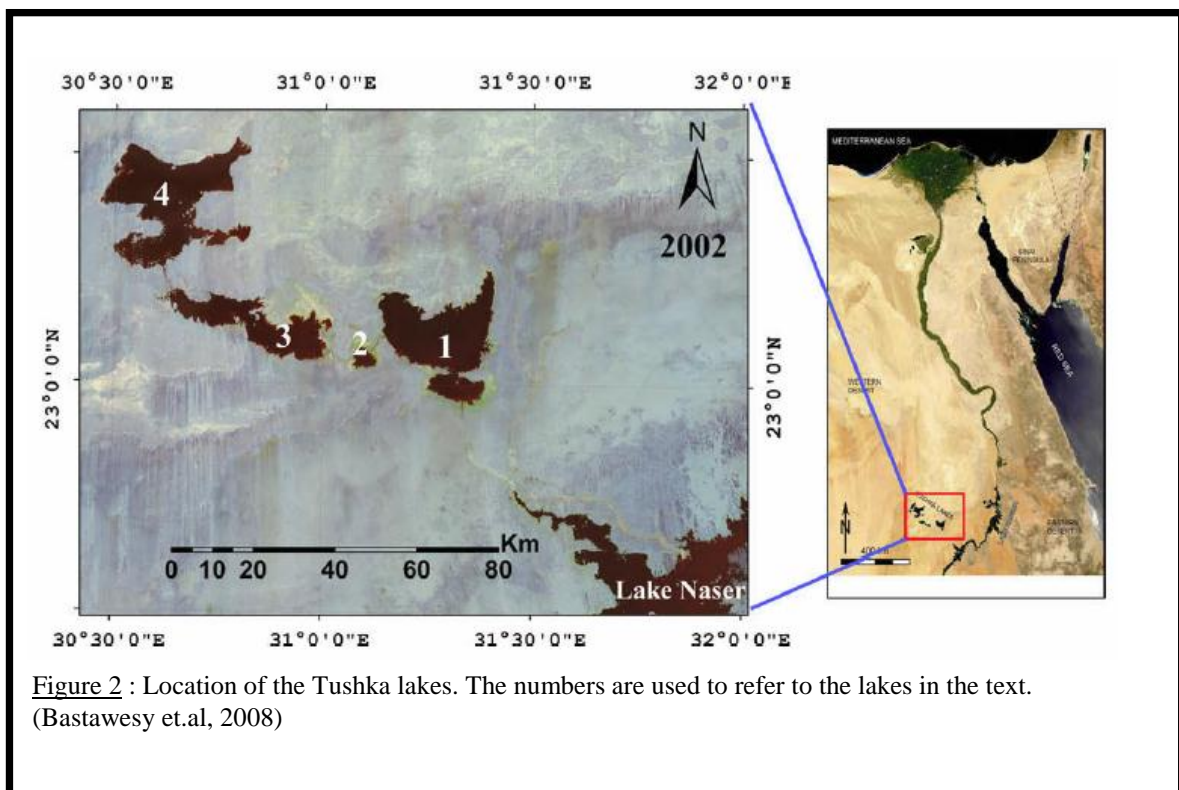 30°30'0"E 31°0'0"E 31°30'0"E 32°0'0"E
N
2002
4
3
2
1
23°0'0"N
23°0'0"N
Km
0 10 20 40 60 80
Lake Naser
30°30'0"E 31°0'0"E 31°30'0"E 32°0'0"E
MEDITERRANEAN SEA
SINAI
PENINSULA
RED SEA
WESTERN
DESERT
LAKES
EASTERN
DESERT
N
400
Figure 2 : Location of the Tushka lakes. The numbers are used to refer to the lakes in the text.
(Bastawesy et.al, 2008)